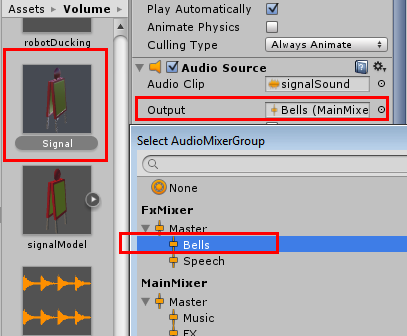 Assets ▸ Volume ▸
robotDucking
Signal
signalModel
Play Automatically
Animate Physics
Culling Type
Always Animate
Audio Source
Audio Clip
signalSound
Output
Bells (MainMixe
Select AudioMixerGroup
None
FxMixer
Master
Bells
Speech
MainMixer
Master
Music
FX